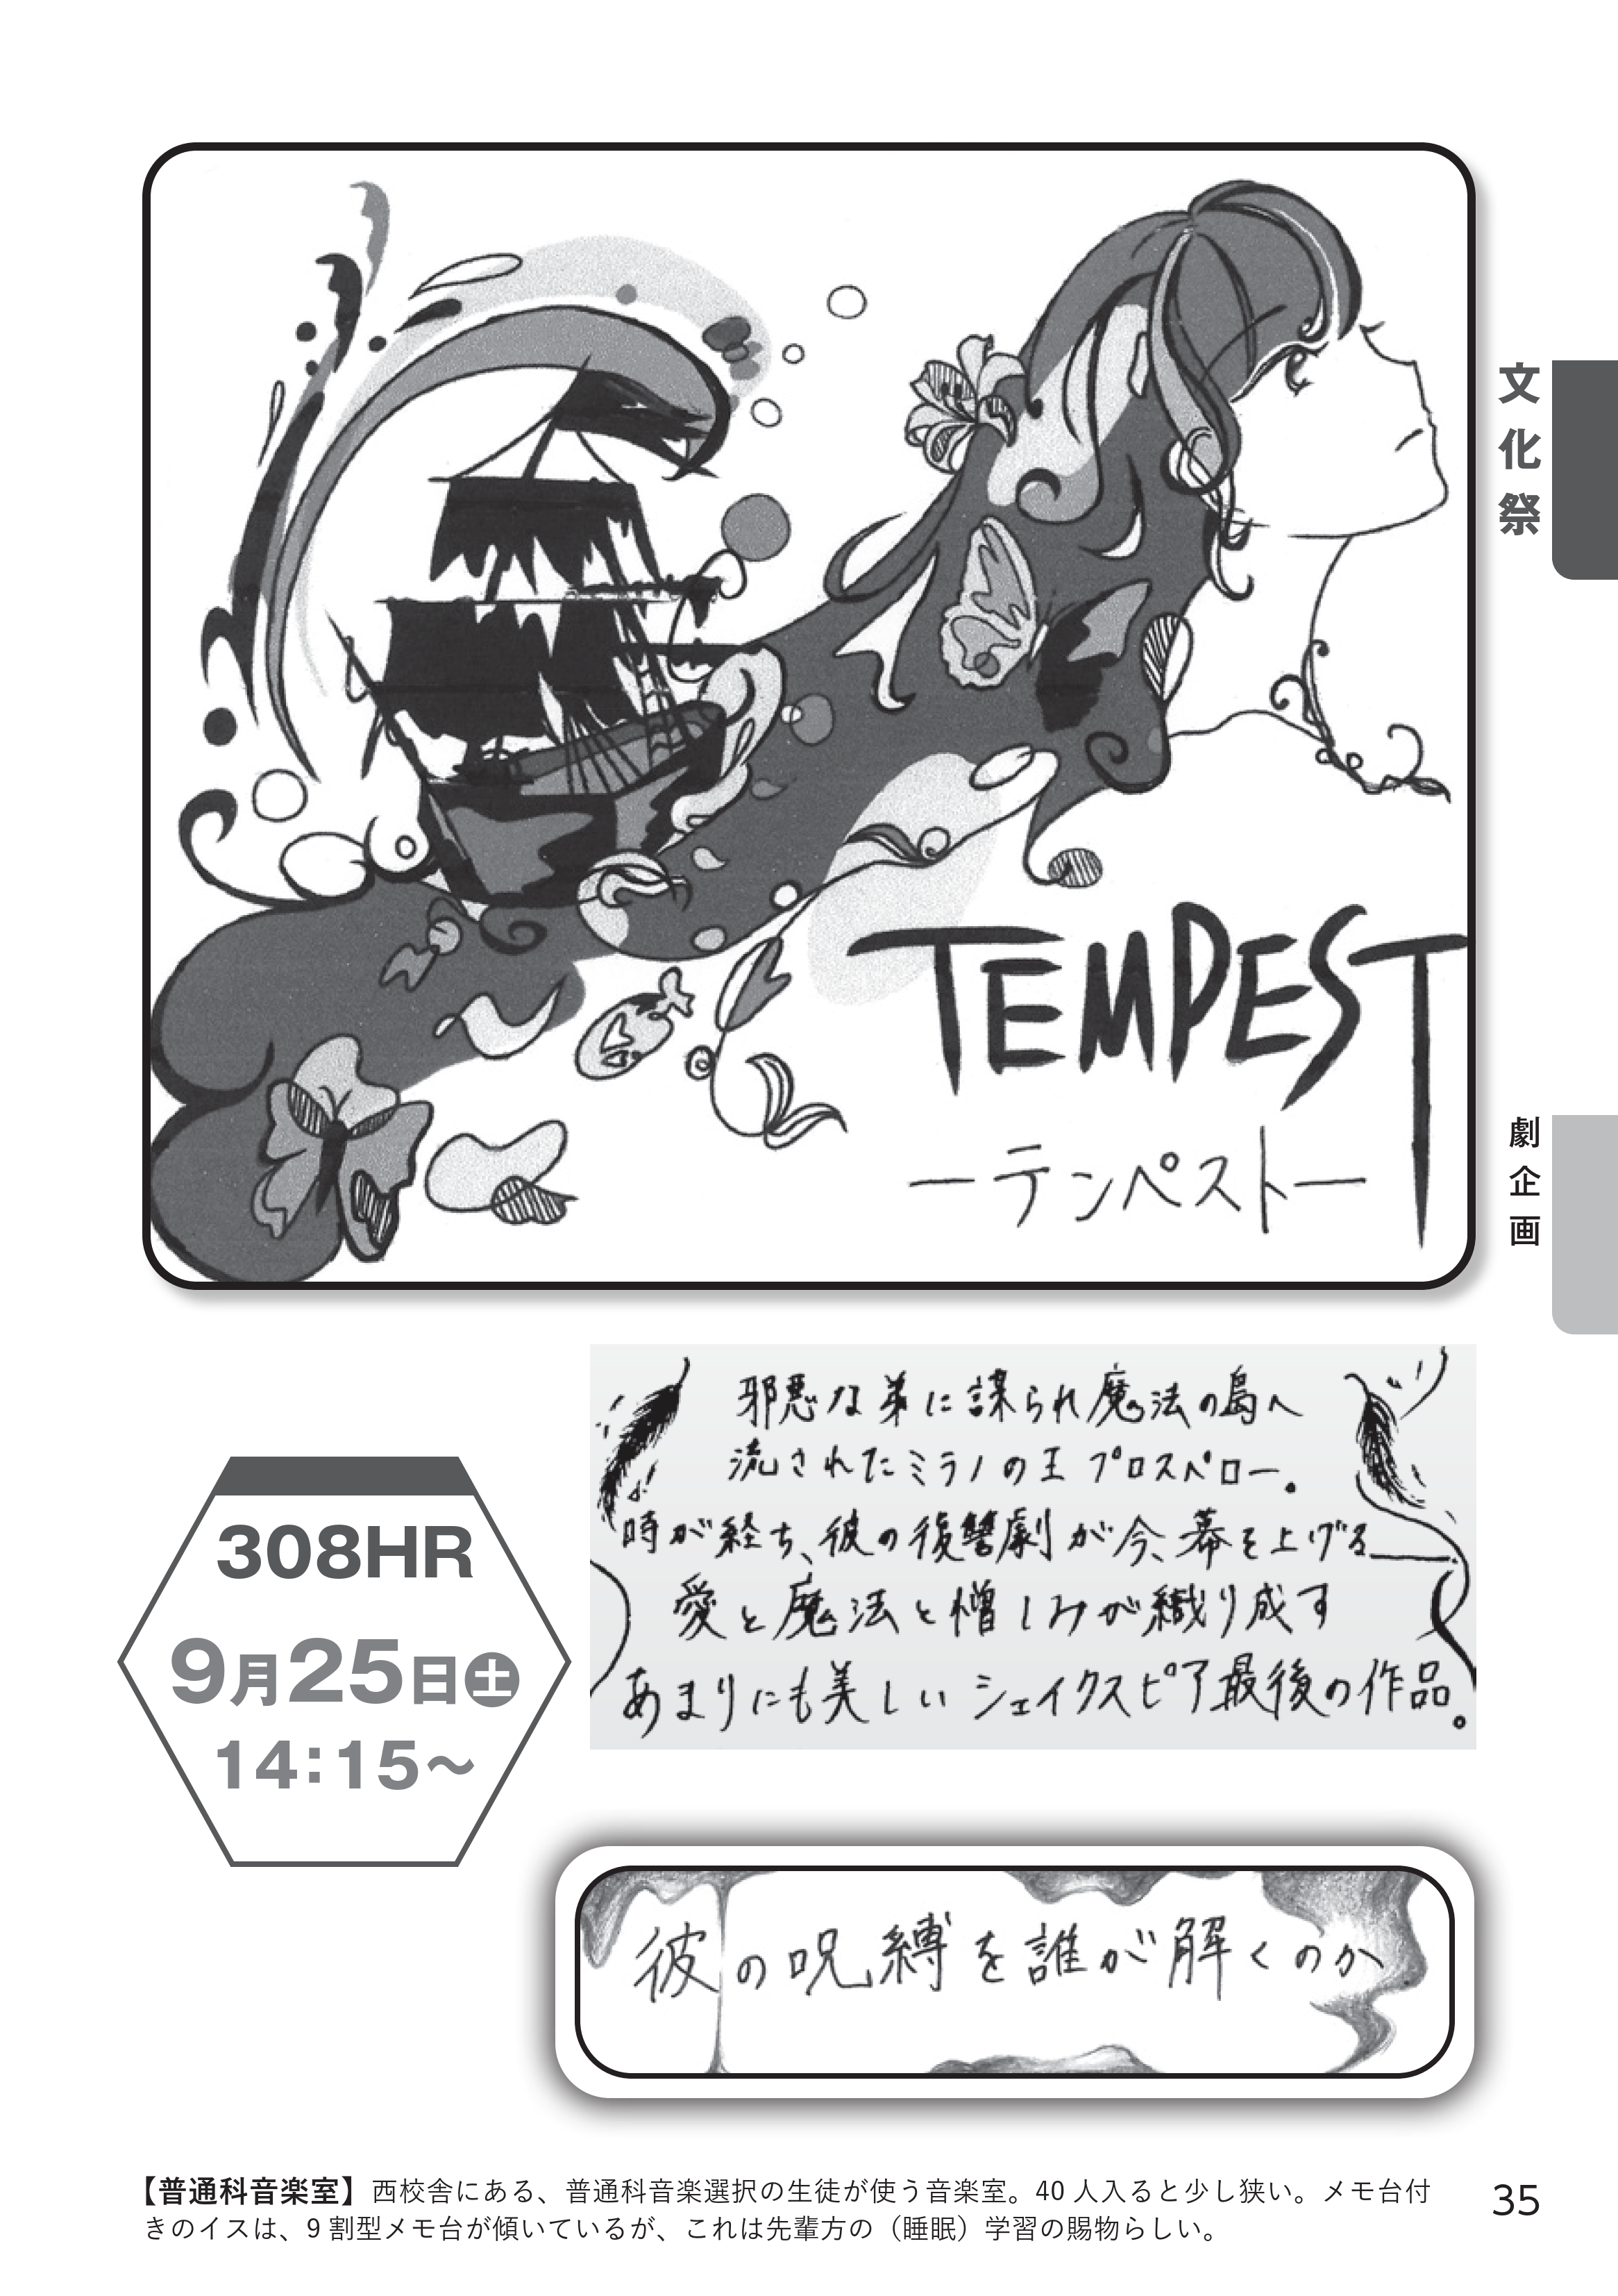 文化祭
TEMPEST
ーテンペストー
劇企画
邪悪な弟に謀られ魔法の島へ
流されたミラノの王 プロスペロー。
時が経ち、彼の復讐劇が今、幕を上げる
愛と魔法と憎しみが織り成す
あまりにも美しい シェイクスピア最後の作品。
308HR
9月25日土
14:15～
彼の呪縛を誰が解くのか
【普通科音楽室】西校舎にある、普通科音楽選択の生徒が使う音楽室。40 人入ると少し狭い。メモ台付
きのイスは、9 割型メモ台が傾いているが、これは先輩方の（睡眠）学習の賜物らしい。
35